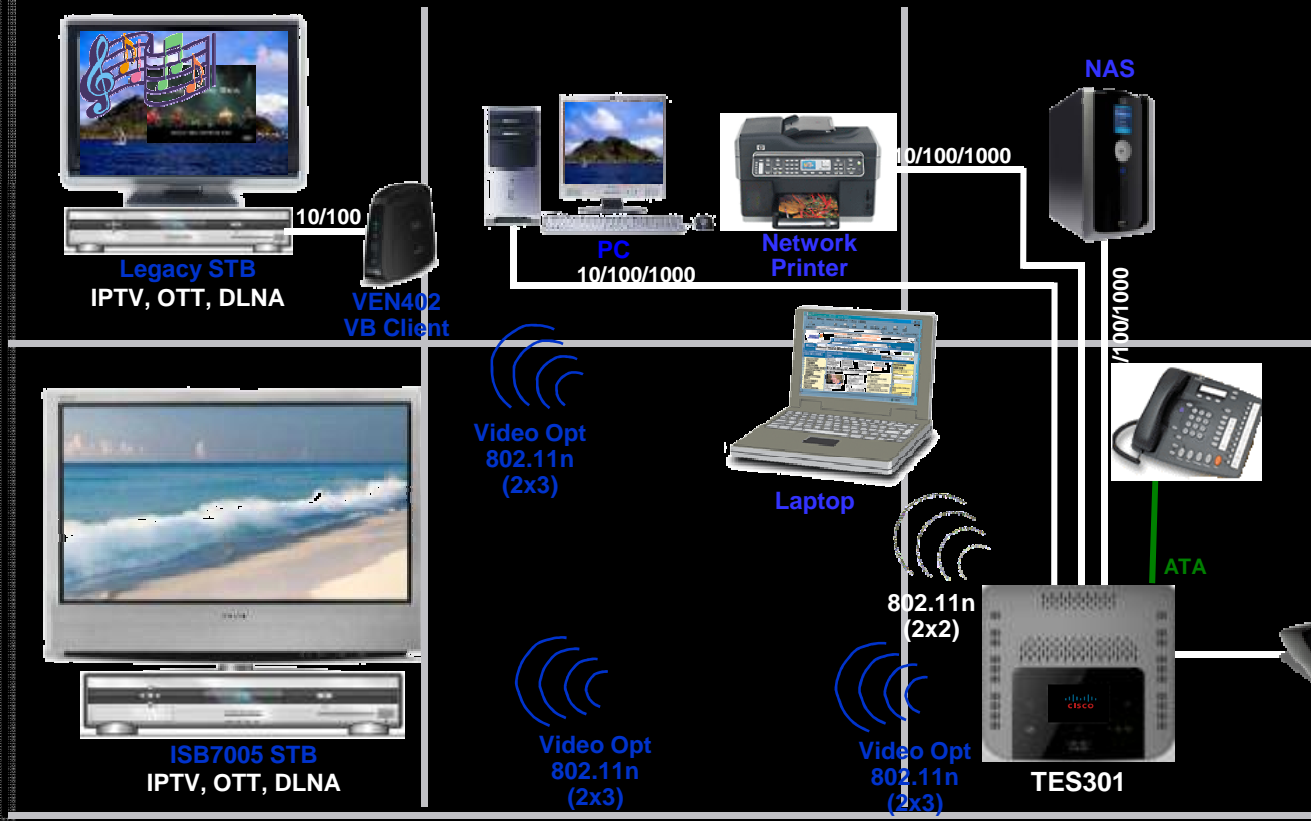 NAS
10/100/1000
10/100
Legacy STB
IPTV, OTT, DLNA
VEN402
VB Client
PC
10/100/1000
Network
Printer
/100/1000
Video Opt
802.11n
(2x3)
Laptop
ATA
802.11n
(2x2)
cisco
TES301
ISB7005 STB
IPTV, OTT, DLNA
Video Opt
802.11n
(2x3)
Video Opt
802.11n
(2x3)